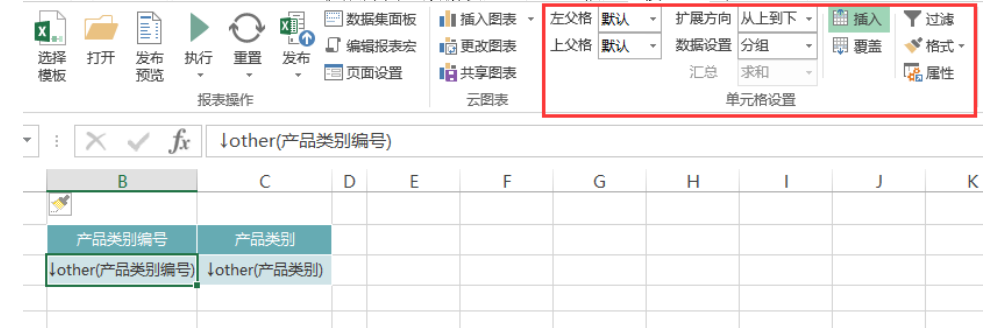 数据集面板 插入图表 左父格 默认 扩展方向 从上到下 插入 过滤
选择模板 打开 发布预览 执行 重置 发布 编辑报表宏 更改图表 上父格 默认 数据设置 分组 覆盖 格式
页面设置 共享图表 汇总 求和 属性
报表操作 云图表 单元格设置
fx ↓other(产品类别编号)
B C D E F G H I J K
产品类别编号 产品类别
↓other(产品类别编号) ↓other(产品类别)